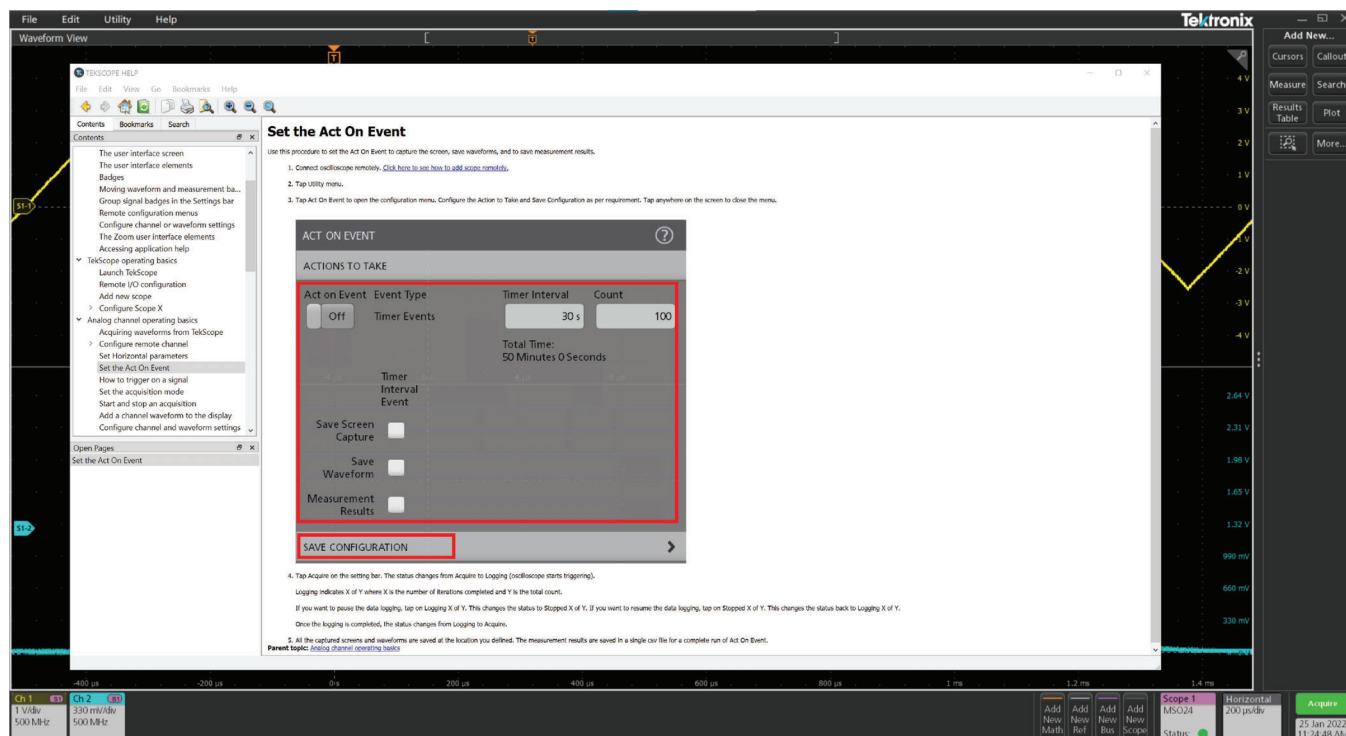 File Edit Utility Help
Tektronix
Waveform View
[ T ]
Add New...
T
Cursors Callout
Measure Search
Results Table Plot
More...
4 V
3 V
2 V
1 V
0 V
-1 V
-2 V
-3 V
-4 V
2.64 V
2.31 V
1.98 V
1.65 V
1.32 V
990 mV
660 mV
330 mV
S1-1
S1-2
TEKSCOPE HELP
File Edit View Go Bookmarks Help
Contents Bookmarks Search
Contents
The user interface screen
The user interface elements
Badges
Moving waveform and measurement ba...
Group signal badges in the Settings bar
Remote configuration menus
Configure channel or waveform settings
The Zoom user interface elements
Accessing application help
TekScope operating basics
Launch TekScope
Remote I/O configuration
Add new scope
Configure Scope X
Analog channel operating basics
Acquiring waveforms from TekScope
Configure remote channel
Set Horizontal parameters
Set the Act On Event
How to trigger on a signal
Set the acquisition mode
Start and stop an acquisition
Add a channel waveform to the display
Configure channel and waveform settings
Open Pages
Set the Act On Event
Set the Act On Event
Use this procedure to set the Act On Event to capture the screen, save waveforms, and to save measurement results.
1. Connect oscilloscope remotely. Click here to see how to add scope remotely.
2. Tap Utility menu.
3. Tap Act On Event to open the configuration menu. Configure the Action to Take and Save Configuration as per requirement. Tap anywhere on the screen to close the menu.
ACT ON EVENT ?
ACTIONS TO TAKE
Act on Event Event Type Timer Interval Count
Off Timer Events 30 s 100
Total Time:
50 Minutes 0 Seconds
Timer
Interval
Event
Save Screen
Capture
Save
Waveform
Measurement
Results
SAVE CONFIGURATION
4. Tap Acquire on the setting bar. The status changes from Acquire to Logging (oscilloscope starts triggering).
Logging indicates X of Y where X is the number of iterations completed and Y is the total count.
If you want to pause the data logging, tap on Logging X of Y. This changes the status to Stopped X of Y. If you want to resume the data logging, tap on Stopped X of Y. This changes the status back to Logging X of Y.
Once the logging is completed, the status changes from Logging to Acquire.
5. All the captured screens and waveforms are saved at the location you defined. The measurement results are saved in a single csv file for a complete run of Act On Event.
Parent topic: Analog channel operating basics
-400 µs -200 µs 0 s 200 µs 400 µs 600 µs 800 µs 1 ms 1.2 ms 1.4 ms
Ch 1 S1
1 V/div
500 MHz
Ch 2 S1
330 mV/div
500 MHz
Add New Math
Add New Ref
Add New Bus
Add New Scope
Scope 1
MSO24
Status:
Horizontal
200 µs/div
Acquire
25 Jan 2022
11:24:48 AM